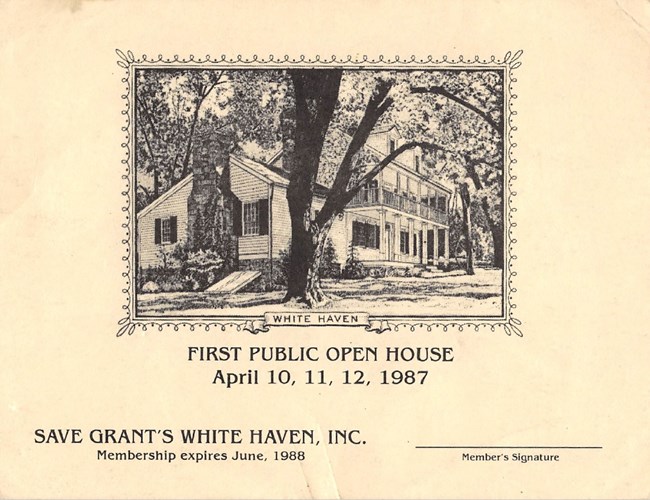 WHITE HAVEN
FIRST PUBLIC OPEN HOUSE
April 10, 11, 12, 1987
SAVE GRANT'S WHITE HAVEN, INC.
Membership expires June, 1988
Member's Signature